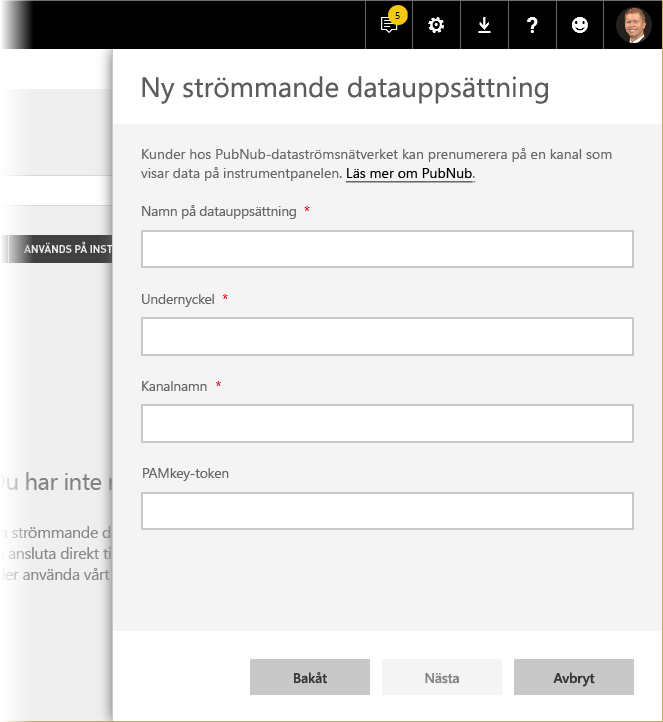 5
?
Ny strömmande datauppsättning
Kunder hos PubNub-dataströmsnätverket kan prenumerera på en kanal som
visar data på instrumentpanelen. Läs mer om PubNub.
Namn på datauppsättning *
ANVÄNDS PÅ INST
Undernyckel *
Kanalnamn *
PAMkey-token
u har inte
strömmande d
ansluta direkt ti
ler använda vårt
Bakåt
Nästa
Avbryt